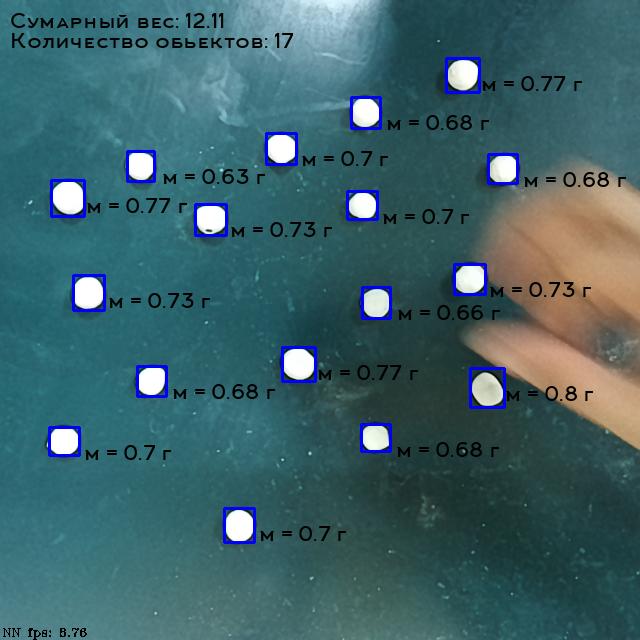 Сумарный вес: 12.11
Количество обьектов: 17
м = 0.77 г
м = 0.68 г
м = 0.7 г
м = 0.63 г
м = 0.68 г
м = 0.77 г
м = 0.7 г
м = 0.73 г
м = 0.73 г
м = 0.73 г
м = 0.66 г
м = 0.77 г
м = 0.68 г
м = 0.8 г
м = 0.7 г
м = 0.68 г
м = 0.7 г
NN fps: 8.76